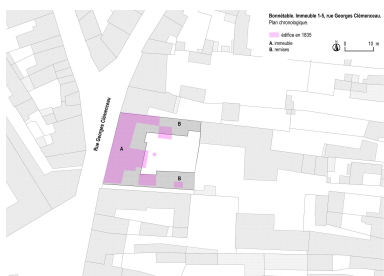 Bonnétable, Immeuble 1-5, rue Georges Clémenceau.
Plan chronologique.
édifice en 1835
A. immeuble
B. remises
0 10 m
Rue Georges Clémenceau
B
A
B